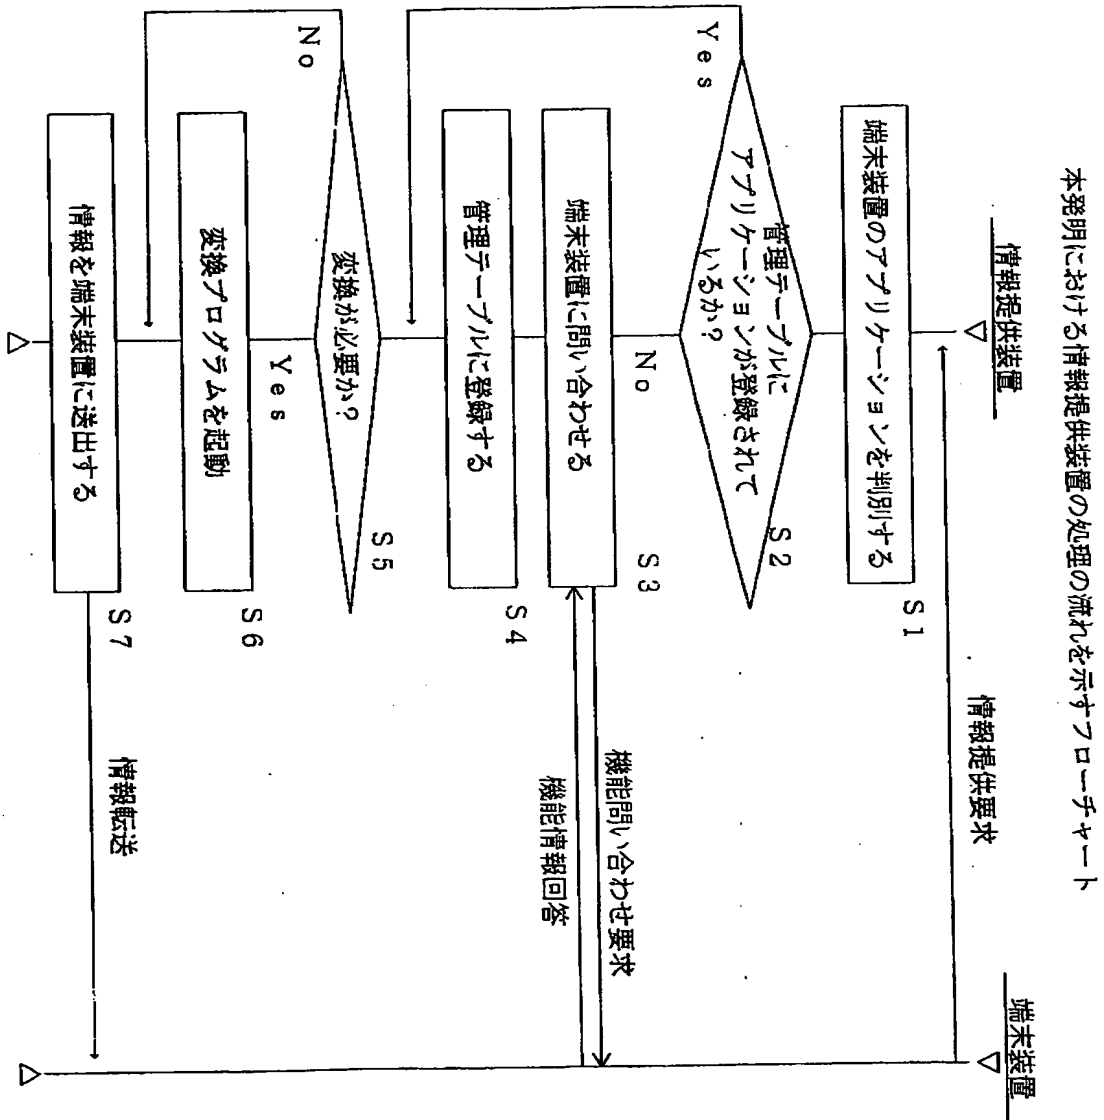 本発明における情報提供装置の処理の流れを示すフローチャート
情報提供装置
端末装置
情報提供要求
端末装置のアプリケーションを判別する
S1
管理テーブルに
アプリケーションが登録されて
いるか?
S2
Yes
No
端末装置に問い合わせる
S3
機能問い合わせ要求
機能情報回答
管理テーブルに登録する
S4
変換が必要か?
S5
No
Yes
変換プログラムを起動
S6
情報を端末装置に送出する
S7
情報転送